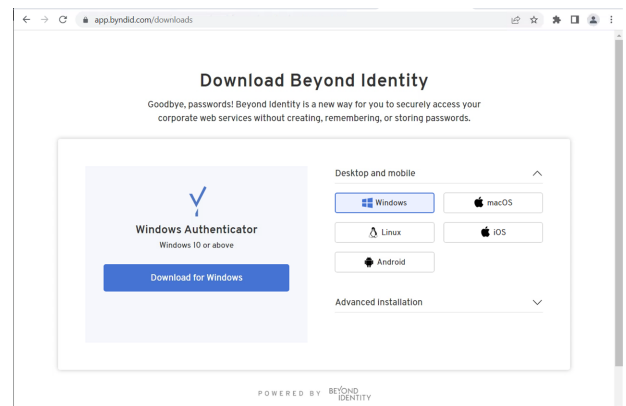 app.byndid.com/downloads
Download Beyond Identity
Goodbye, passwords! Beyond Identity is a new way for you to securely access your
corporate web services without creating, remembering, or storing passwords.
Windows Authenticator
Windows 10 or above
Download for Windows
Desktop and mobile
Windows
macOS
Linux
iOS
Android
Advanced installation
POWERED BY BEYOND
IDENTITY